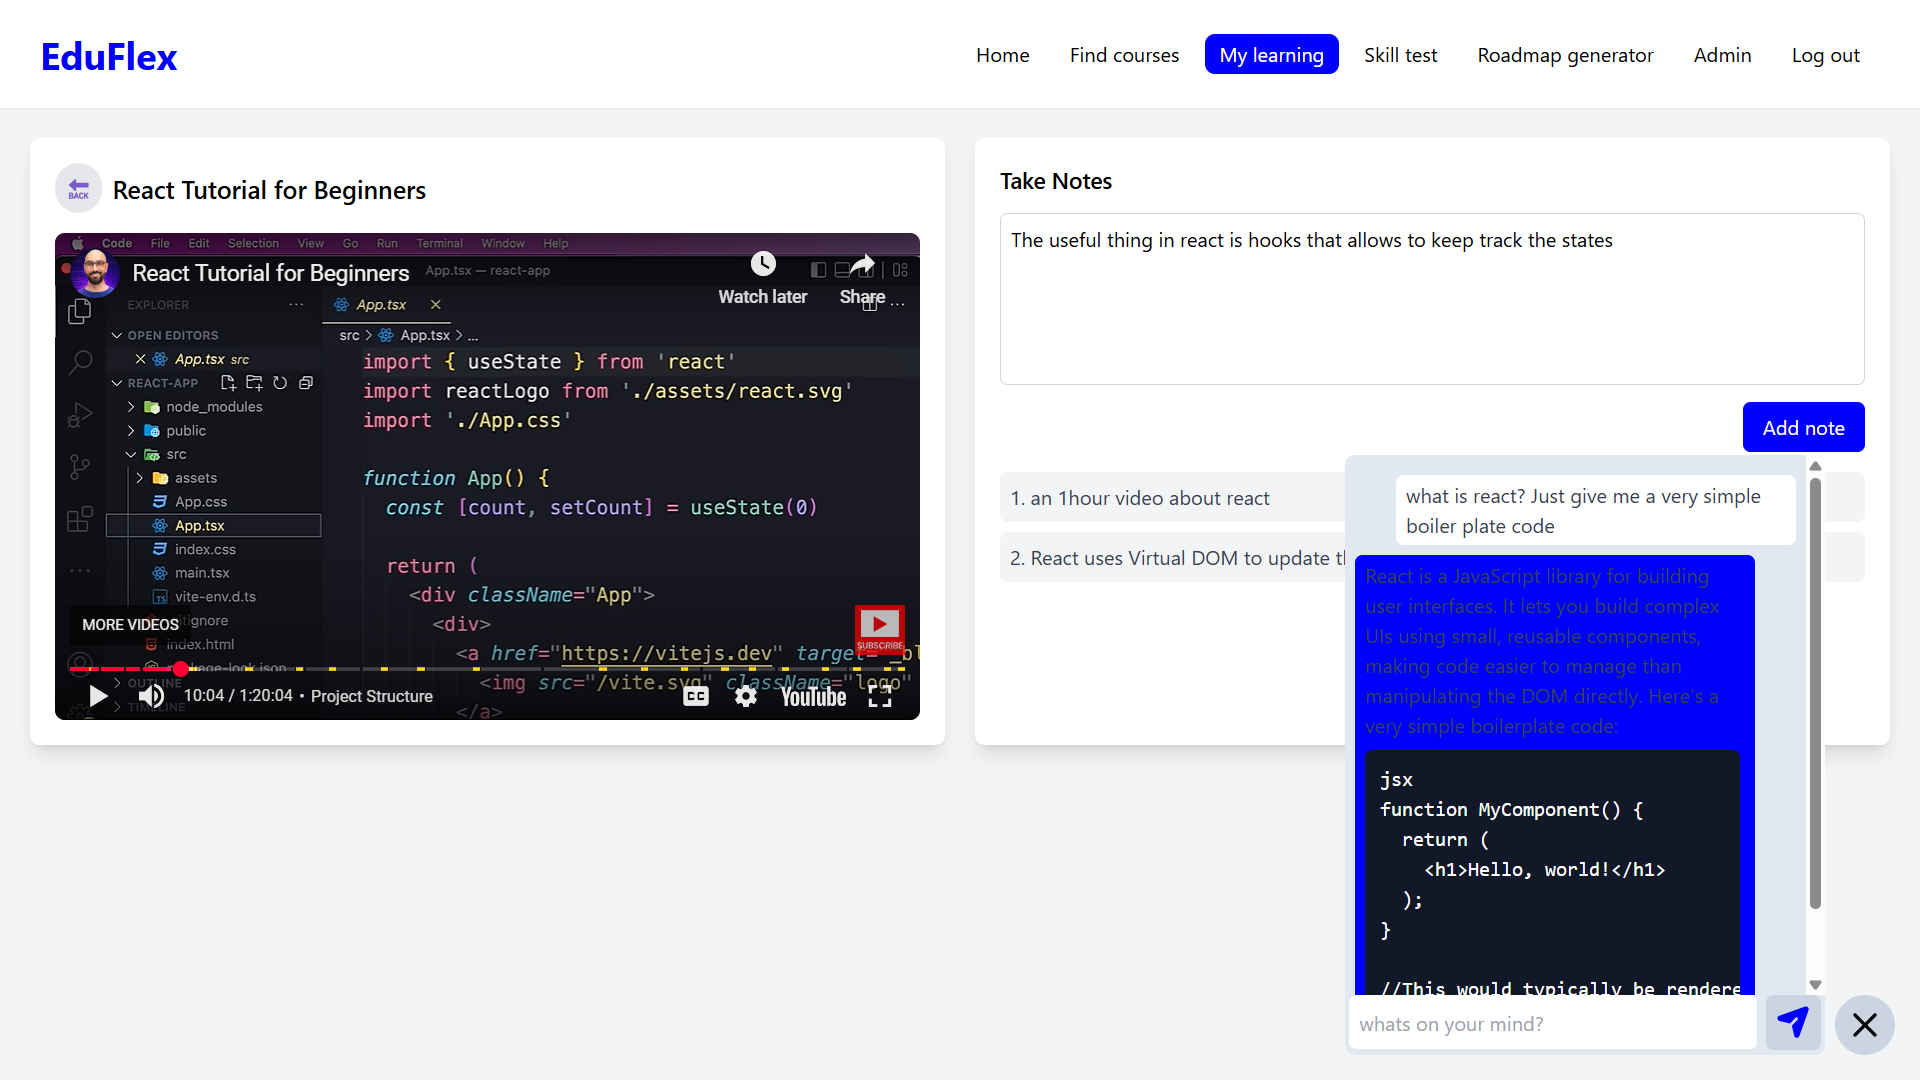 EduFlex
Home
Find courses
My learning
Skill test
Roadmap generator
Admin
Log out
BACK
React Tutorial for Beginners
Code File Edit Selection View Go Run Terminal Window Help
React Tutorial for Beginners
App.tsx — react-app
Watch later
Share
EXPLORER
OPEN EDITORS
App.tsx src
REACT-APP
node_modules
public
src
assets
App.css
App.tsx
index.css
main.tsx
vite-env.d.ts
index.html
OUTLINE
TIMELINE
MORE VIDEOS
App.tsx
src > App.tsx > ...
import { useState } from 'react'
import reactLogo from './assets/react.svg'
import './App.css'
function App() {
const [count, setCount] = useState(0)
return (
<div className="App">
<div>
<a href="https://vitejs.dev" target="_bl
<img src="/vite.svg" className="logo"
</a>
SUBSCRIBE
10:04 / 1:20:04 • Project Structure
CC
YouTube
Take Notes
The useful thing in react is hooks that allows to keep track the states
Add note
1. an 1hour video about react
2. React uses Virtual DOM to update
what is react? Just give me a very simple
boiler plate code
React is a JavaScript library for building
user interfaces. It lets you build complex
UIs using small, reusable components,
making code easier to manage than
manipulating the DOM directly. Here's a
very simple boilerplate code:
jsx
function MyComponent() {
return (
<h1>Hello, world!</h1>
);
}
//This would typically be rendere
whats on your mind?